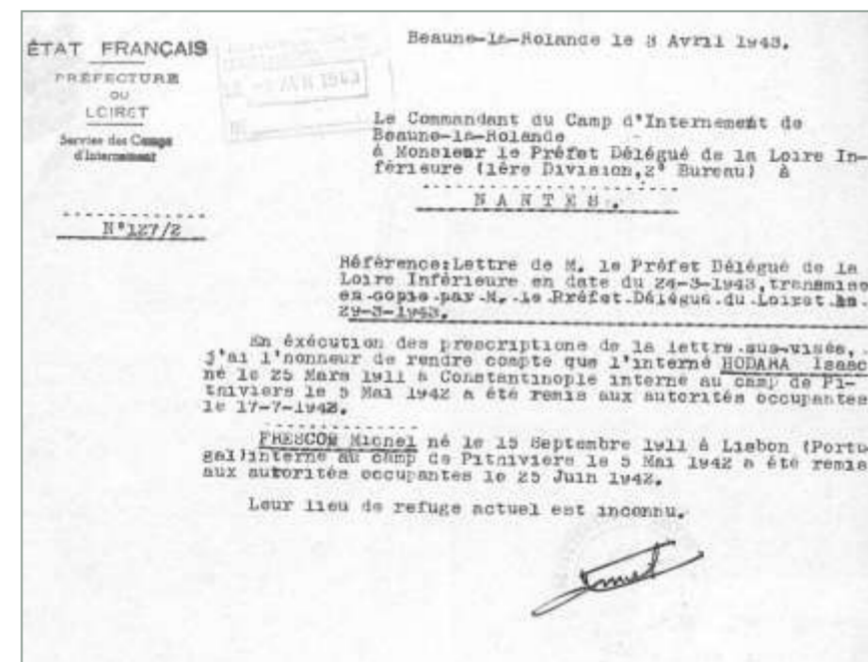 ÉTAT FRANÇAIS
PRÉFECTURE
DU
LOIRET
Service des Camps
d'Internement
N°127/2
Beaune-la-Rolande le 8 Avril 1943.
Le Commandant du Camp d'Internement de
Beaune-la-Rolande
à Monsieur le Préfet Délégué de la Loire In-
férieure (1ère Division, 2° Bureau) à
NANTES.
Référence:Lettre de M. le Préfet Délégué de la
Loire Inférieure en date du 24-3-1943,transmise
en copie par M. le Préfet Délégué du Loiret le
29-3-1943.
En éxécution des prescriptions de la lettre sus-visée,
j'ai l'honneur de rendre compte que l'interné HODARA Isaac
né le 25 Mars 1911 à Constantinople interné au camp de Pi-
thiviers le 5 Mai 1942 a été remis aux autorités occupantes
le 17-7-1942.
FRESCOW Michel né le 15 Septembre 1911 à Lisbon (Portu-
gal)interné au camp de Pithiviers le 5 Mai 1942 a été remis
aux autorités occupantes le 25 Juin 1942.
Leur lieu de refuge actuel est inconnu.